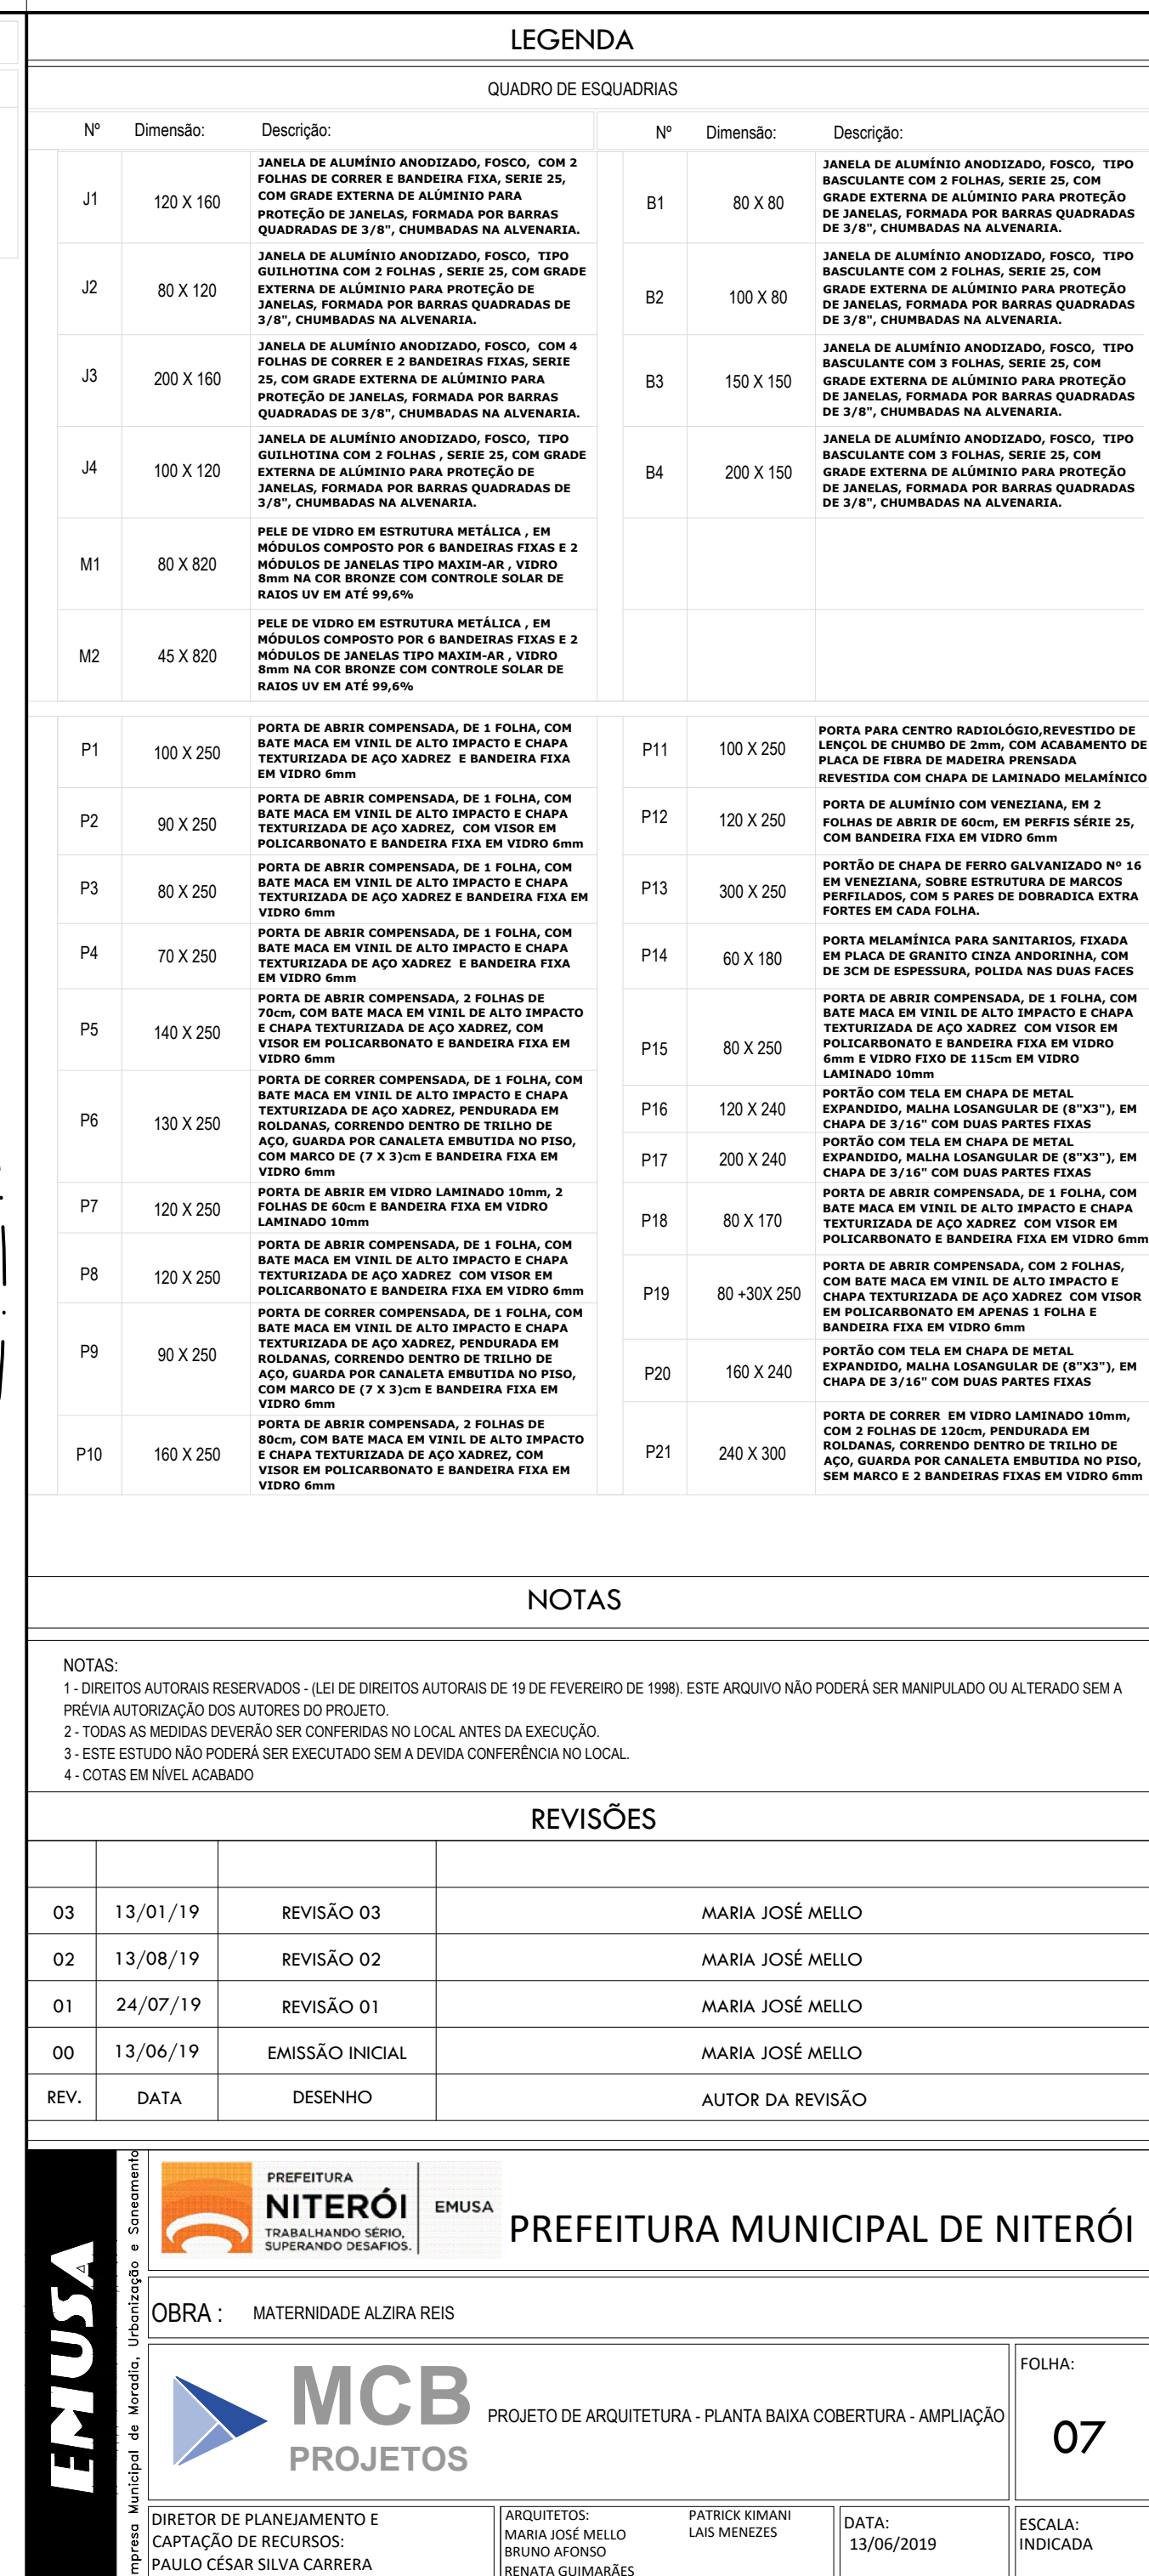 LEGENDA
QUADRO DE ESQUADRIAS
Nº Dimensão: Descrição:
J1 120 X 160
JANELA DE ALUMÍNIO ANODIZADO, FOSCO, COM 2
FOLHAS DE CORRER E BANDEIRA FIXA, SERIE 25,
COM GRADE EXTERNA DE ALÚMINIO PARA
PROTEÇÃO DE JANELAS, FORMADA POR BARRAS
QUADRADAS DE 3/8", CHUMBADAS NA ALVENARIA.
J2 80 X 120
JANELA DE ALUMÍNIO ANODIZADO, FOSCO, TIPO
GUILHOTINA COM 2 FOLHAS , SERIE 25, COM GRADE
EXTERNA DE ALÚMINIO PARA PROTEÇÃO DE
JANELAS, FORMADA POR BARRAS QUADRADAS DE
3/8", CHUMBADAS NA ALVENARIA.
J3 200 X 160
JANELA DE ALUMÍNIO ANODIZADO, FOSCO, COM 4
FOLHAS DE CORRER E 2 BANDEIRAS FIXAS, SERIE
25, COM GRADE EXTERNA DE ALÚMINIO PARA
PROTEÇÃO DE JANELAS, FORMADA POR BARRAS
QUADRADAS DE 3/8", CHUMBADAS NA ALVENARIA.
J4 100 X 120
JANELA DE ALUMÍNIO ANODIZADO, FOSCO, TIPO
GUILHOTINA COM 2 FOLHAS , SERIE 25, COM GRADE
EXTERNA DE ALÚMINIO PARA PROTEÇÃO DE
JANELAS, FORMADA POR BARRAS QUADRADAS DE
3/8", CHUMBADAS NA ALVENARIA.
M1 80 X 820
PELE DE VIDRO EM ESTRUTURA METÁLICA , EM
MÓDULOS COMPOSTO POR 6 BANDEIRAS FIXAS E 2
MÓDULOS DE JANELAS TIPO MAXIM-AR , VIDRO
8mm NA COR BRONZE COM CONTROLE SOLAR DE
RAIOS UV EM ATÉ 99,6%
M2 45 X 820
PELE DE VIDRO EM ESTRUTURA METÁLICA , EM
MÓDULOS COMPOSTO POR 6 BANDEIRAS FIXAS E 2
MÓDULOS DE JANELAS TIPO MAXIM-AR , VIDRO
8mm NA COR BRONZE COM CONTROLE SOLAR DE
RAIOS UV EM ATÉ 99,6%
Nº Dimensão: Descrição:
B1 80 X 80
JANELA DE ALUMÍNIO ANODIZADO, FOSCO, TIPO
BASCULANTE COM 2 FOLHAS, SERIE 25, COM
GRADE EXTERNA DE ALÚMINIO PARA PROTEÇÃO
DE JANELAS, FORMADA POR BARRAS QUADRADAS
DE 3/8", CHUMBADAS NA ALVENARIA.
B2 100 X 80
JANELA DE ALUMÍNIO ANODIZADO, FOSCO, TIPO
BASCULANTE COM 2 FOLHAS, SERIE 25, COM
GRADE EXTERNA DE ALÚMINIO PARA PROTEÇÃO
DE JANELAS, FORMADA POR BARRAS QUADRADAS
DE 3/8", CHUMBADAS NA ALVENARIA.
B3 150 X 150
JANELA DE ALUMÍNIO ANODIZADO, FOSCO, TIPO
BASCULANTE COM 3 FOLHAS, SERIE 25, COM
GRADE EXTERNA DE ALÚMINIO PARA PROTEÇÃO
DE JANELAS, FORMADA POR BARRAS QUADRADAS
DE 3/8", CHUMBADAS NA ALVENARIA.
B4 200 X 150
JANELA DE ALUMÍNIO ANODIZADO, FOSCO, TIPO
BASCULANTE COM 3 FOLHAS, SERIE 25, COM
GRADE EXTERNA DE ALÚMINIO PARA PROTEÇÃO
DE JANELAS, FORMADA POR BARRAS QUADRADAS
DE 3/8", CHUMBADAS NA ALVENARIA.
P1 100 X 250
PORTA DE ABRIR COMPENSADA, DE 1 FOLHA, COM
BATE MACA EM VINIL DE ALTO IMPACTO E CHAPA
TEXTURIZADA DE AÇO XADREZ E BANDEIRA FIXA
EM VIDRO 6mm
P2 90 X 250
PORTA DE ABRIR COMPENSADA, DE 1 FOLHA, COM
BATE MACA EM VINIL DE ALTO IMPACTO E CHAPA
TEXTURIZADA DE AÇO XADREZ, COM VISOR EM
POLICARBONATO E BANDEIRA FIXA EM VIDRO 6mm
P3 80 X 250
PORTA DE ABRIR COMPENSADA, DE 1 FOLHA, COM
BATE MACA EM VINIL DE ALTO IMPACTO E CHAPA
TEXTURIZADA DE AÇO XADREZ E BANDEIRA FIXA EM
VIDRO 6mm
P4 70 X 250
PORTA DE ABRIR COMPENSADA, DE 1 FOLHA, COM
BATE MACA EM VINIL DE ALTO IMPACTO E CHAPA
TEXTURIZADA DE AÇO XADREZ E BANDEIRA FIXA
EM VIDRO 6mm
P5 140 X 250
PORTA DE ABRIR COMPENSADA, 2 FOLHAS DE
70cm, COM BATE MACA EM VINIL DE ALTO IMPACTO
E CHAPA TEXTURIZADA DE AÇO XADREZ, COM
VISOR EM POLICARBONATO E BANDEIRA FIXA EM
VIDRO 6mm
P6 130 X 250
PORTA DE CORRER COMPENSADA, DE 1 FOLHA, COM
BATE MACA EM VINIL DE ALTO IMPACTO E CHAPA
TEXTURIZADA DE AÇO XADREZ, PENDURADA EM
ROLDANAS, CORRENDO DENTRO DE TRILHO DE
AÇO, GUARDA POR CANALETA EMBUTIDA NO PISO,
COM MARCO DE (7 X 3)cm E BANDEIRA FIXA EM
VIDRO 6mm
P7 120 X 250
PORTA DE ABRIR EM VIDRO LAMINADO 10mm, 2
FOLHAS DE 60cm E BANDEIRA FIXA EM VIDRO
LAMINADO 10mm
P8 120 X 250
PORTA DE ABRIR COMPENSADA, DE 1 FOLHA, COM
BATE MACA EM VINIL DE ALTO IMPACTO E CHAPA
TEXTURIZADA DE AÇO XADREZ COM VISOR EM
POLICARBONATO E BANDEIRA FIXA EM VIDRO 6mm
P9 90 X 250
PORTA DE CORRER COMPENSADA, DE 1 FOLHA, COM
BATE MACA EM VINIL DE ALTO IMPACTO E CHAPA
TEXTURIZADA DE AÇO XADREZ, PENDURADA EM
ROLDANAS, CORRENDO DENTRO DE TRILHO DE
AÇO, GUARDA POR CANALETA EMBUTIDA NO PISO,
COM MARCO DE (7 X 3)cm E BANDEIRA FIXA EM
VIDRO 6mm
P10 160 X 250
PORTA DE ABRIR COMPENSADA, 2 FOLHAS DE
80cm, COM BATE MACA EM VINIL DE ALTO IMPACTO
E CHAPA TEXTURIZADA DE AÇO XADREZ, COM
VISOR EM POLICARBONATO E BANDEIRA FIXA EM
VIDRO 6mm
P11 100 X 250
PORTA PARA CENTRO RADIOLÓGIO,REVESTIDO DE
LENÇOL DE CHUMBO DE 2mm, COM ACABAMENTO DE
PLACA DE FIBRA DE MADEIRA PRENSADA
REVESTIDA COM CHAPA DE LAMINADO MELAMÍNICO
P12 120 X 250
PORTA DE ALUMÍNIO COM VENEZIANA, EM 2
FOLHAS DE ABRIR DE 60cm, EM PERFIS SÉRIE 25,
COM BANDEIRA FIXA EM VIDRO 6mm
P13 300 X 250
PORTÃO DE CHAPA DE FERRO GALVANIZADO Nº 16
EM VENEZIANA, SOBRE ESTRUTURA DE MARCOS
PERFILADOS, COM 5 PARES DE DOBRADICA EXTRA
FORTES EM CADA FOLHA.
P14 60 X 180
PORTA MELAMÍNICA PARA SANITARIOS, FIXADA
EM PLACA DE GRANITO CINZA ANDORINHA, COM
DE 3CM DE ESPESSURA, POLIDA NAS DUAS FACES
P15 80 X 250
PORTA DE ABRIR COMPENSADA, DE 1 FOLHA, COM
BATE MACA EM VINIL DE ALTO IMPACTO E CHAPA
TEXTURIZADA DE AÇO XADREZ COM VISOR EM
POLICARBONATO E BANDEIRA FIXA EM VIDRO
6mm E VIDRO FIXO DE 115cm EM VIDRO
LAMINADO 10mm
P16 120 X 240
PORTÃO COM TELA EM CHAPA DE METAL
EXPANDIDO, MALHA LOSANGULAR DE (8"X3"), EM
CHAPA DE 3/16" COM DUAS PARTES FIXAS
P17 200 X 240
PORTÃO COM TELA EM CHAPA DE METAL
EXPANDIDO, MALHA LOSANGULAR DE (8"X3"), EM
CHAPA DE 3/16" COM DUAS PARTES FIXAS
P18 80 X 170
PORTA DE ABRIR COMPENSADA, DE 1 FOLHA, COM
BATE MACA EM VINIL DE ALTO IMPACTO E CHAPA
TEXTURIZADA DE AÇO XADREZ COM VISOR EM
POLICARBONATO E BANDEIRA FIXA EM VIDRO 6mm
P19 80 +30X 250
PORTA DE ABRIR COMPENSADA, COM 2 FOLHAS,
COM BATE MACA EM VINIL DE ALTO IMPACTO E
CHAPA TEXTURIZADA DE AÇO XADREZ COM VISOR
EM POLICARBONATO EM APENAS 1 FOLHA E
BANDEIRA FIXA EM VIDRO 6mm
P20 160 X 240
PORTÃO COM TELA EM CHAPA DE METAL
EXPANDIDO, MALHA LOSANGULAR DE (8"X3"), EM
CHAPA DE 3/16" COM DUAS PARTES FIXAS
P21 240 X 300
PORTA DE CORRER EM VIDRO LAMINADO 10mm,
COM 2 FOLHAS DE 120cm, PENDURADA EM
ROLDANAS, CORRENDO DENTRO DE TRILHO DE
AÇO, GUARDA POR CANALETA EMBUTIDA NO PISO,
SEM MARCO E 2 BANDEIRAS FIXAS EM VIDRO 6mm
NOTAS
NOTAS:
1 - DIREITOS AUTORAIS RESERVADOS - (LEI DE DIREITOS AUTORAIS DE 19 DE FEVEREIRO DE 1998). ESTE ARQUIVO NÃO PODERÁ SER MANIPULADO OU ALTERADO SEM A
PRÉVIA AUTORIZAÇÃO DOS AUTORES DO PROJETO.
2 - TODAS AS MEDIDAS DEVERÃO SER CONFERIDAS NO LOCAL ANTES DA EXECUÇÃO.
3 - ESTE ESTUDO NÃO PODERÁ SER EXECUTADO SEM A DEVIDA CONFERÊNCIA NO LOCAL.
4 - COTAS EM NÍVEL ACABADO
REVISÕES
03 13/01/19 REVISÃO 03 MARIA JOSÉ MELLO
02 13/08/19 REVISÃO 02 MARIA JOSÉ MELLO
01 24/07/19 REVISÃO 01 MARIA JOSÉ MELLO
00 13/06/19 EMISSÃO INICIAL MARIA JOSÉ MELLO
REV. DATA DESENHO AUTOR DA REVISÃO
EMUSA
Municipal de Moradia, Urbanização e Saneamento
PREFEITURA
NITERÓI
TRABALHANDO SÉRIO,
SUPERANDO DESAFIOS.
EMUSA
PREFEITURA MUNICIPAL DE NITERÓI
OBRA : MATERNIDADE ALZIRA REIS
MCB
PROJETOS
PROJETO DE ARQUITETURA - PLANTA BAIXA COBERTURA - AMPLIAÇÃO
FOLHA:
07
DIRETOR DE PLANEJAMENTO E
CAPTAÇÃO DE RECURSOS:
PAULO CÉSAR SILVA CARRERA
ARQUITETOS:
MARIA JOSÉ MELLO
BRUNO AFONSO
RENATA GUIMARÃES
PATRICK KIMANI
LAIS MENEZES
DATA:
13/06/2019
ESCALA:
INDICADA